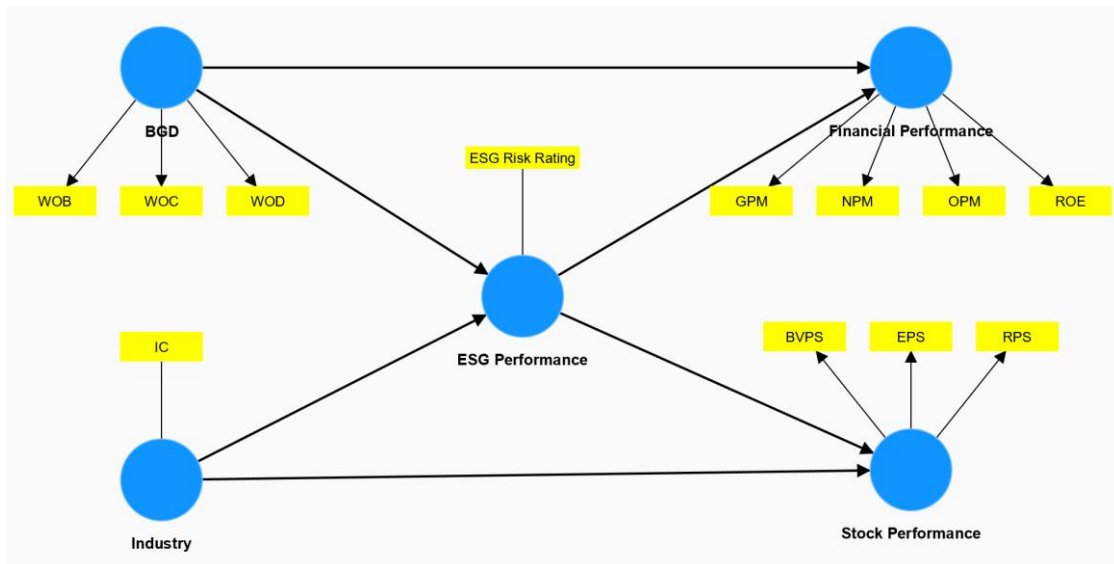 BGD
Financial Performance
ESG Risk Rating
WOB
WOC
WOD
GPM
NPM
OPM
ROE
IC
BVPS
EPS
RPS
ESG Performance
Industry
Stock Performance